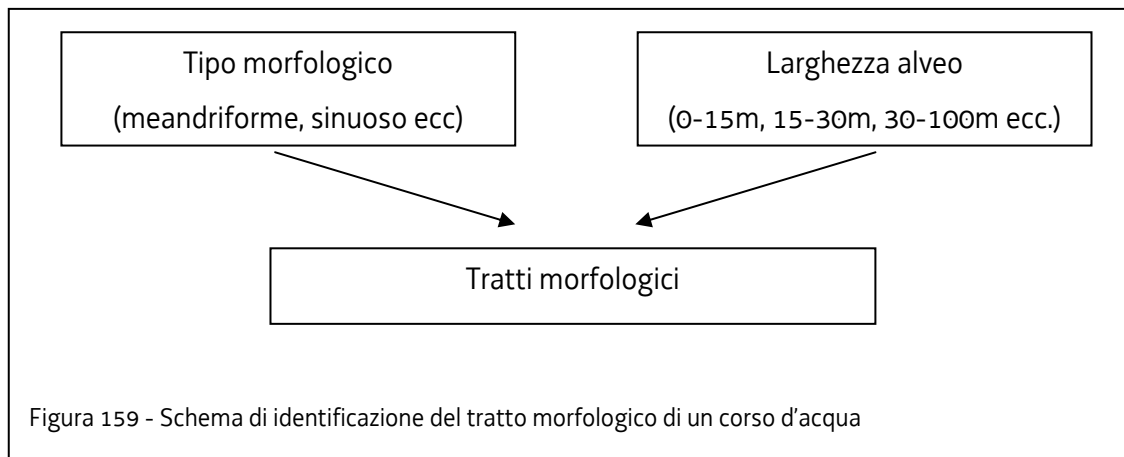 Tipo morfologico
(meandriforme, sinuoso ecc)
Larghezza alveo
(0-15m, 15-30m, 30-100m ecc.)
Tratti morfologici
Figura 159 - Schema di identificazione del tratto morfologico di un corso d'acqua